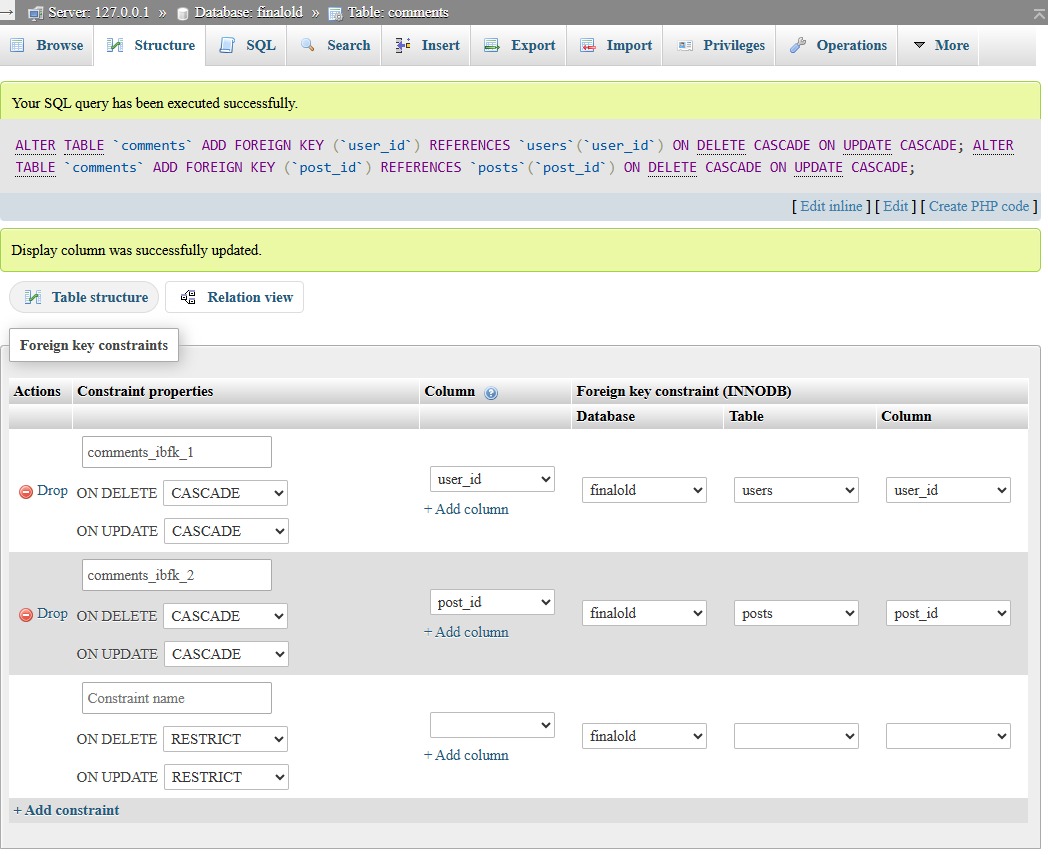 Server: 127.0.0.1 » Database: finalold » Table: comments
Browse Structure SQL Search Insert Export Import Privileges Operations More
Your SQL query has been executed successfully.
ALTER TABLE `comments` ADD FOREIGN KEY (`user_id`) REFERENCES `users`(`user_id`) ON DELETE CASCADE ON UPDATE CASCADE; ALTER
TABLE `comments` ADD FOREIGN KEY (`post_id`) REFERENCES `posts`(`post_id`) ON DELETE CASCADE ON UPDATE CASCADE;
[ Edit inline ] [ Edit ] [ Create PHP code ]
Display column was successfully updated.
Table structure Relation view
Foreign key constraints
Actions Constraint properties Column Foreign key constraint (INNODB)
Database Table Column
comments_ibfk_1
Drop ON DELETE CASCADE user_id finalold users user_id
+ Add column
ON UPDATE CASCADE
comments_ibfk_2
Drop ON DELETE CASCADE post_id finalold posts post_id
+ Add column
ON UPDATE CASCADE
Constraint name
ON DELETE RESTRICT finalold
+ Add column
ON UPDATE RESTRICT
+ Add constraint